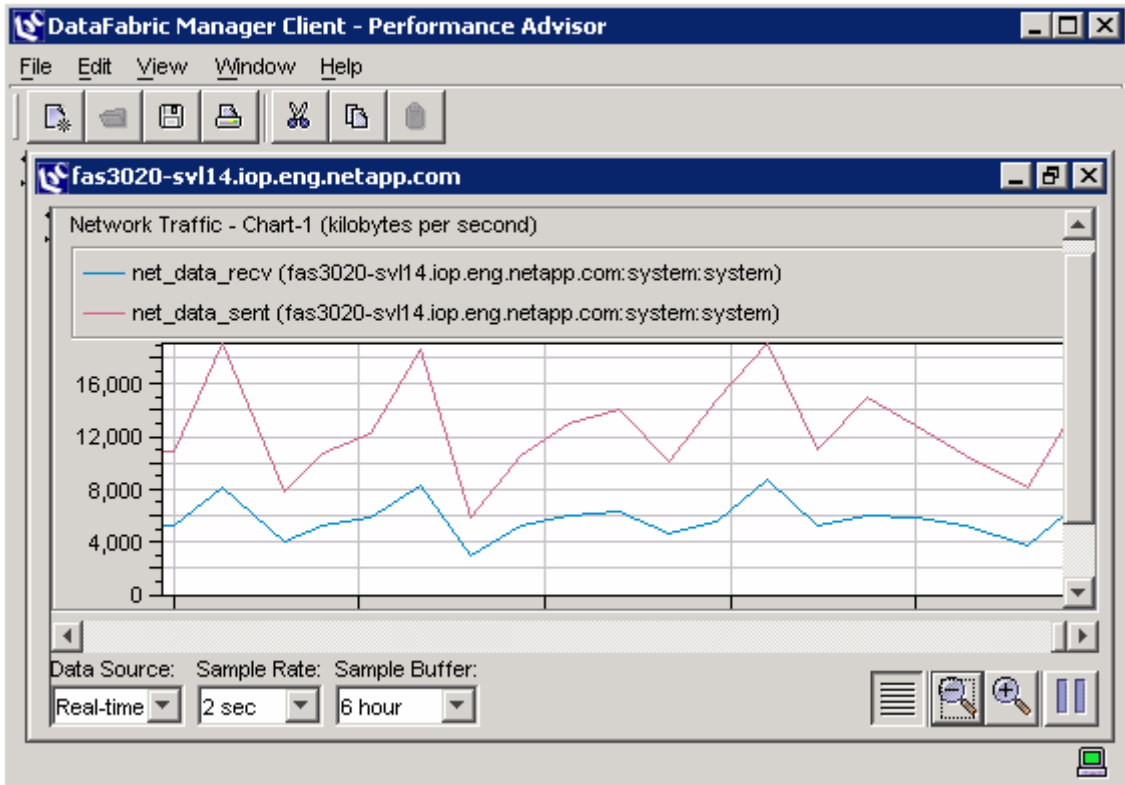 DataFabric Manager Client - Performance Advisor
File Edit View Window Help
fas3020-svl14.iop.eng.netapp.com
Network Traffic - Chart-1 (kilobytes per second)
net_data_recv (fas3020-svl14.iop.eng.netapp.com:system:system)
net_data_sent (fas3020-svl14.iop.eng.netapp.com:system:system)
16,000
12,000
8,000
4,000
0
Data Source: Sample Rate: Sample Buffer:
Real-time 2 sec 6 hour